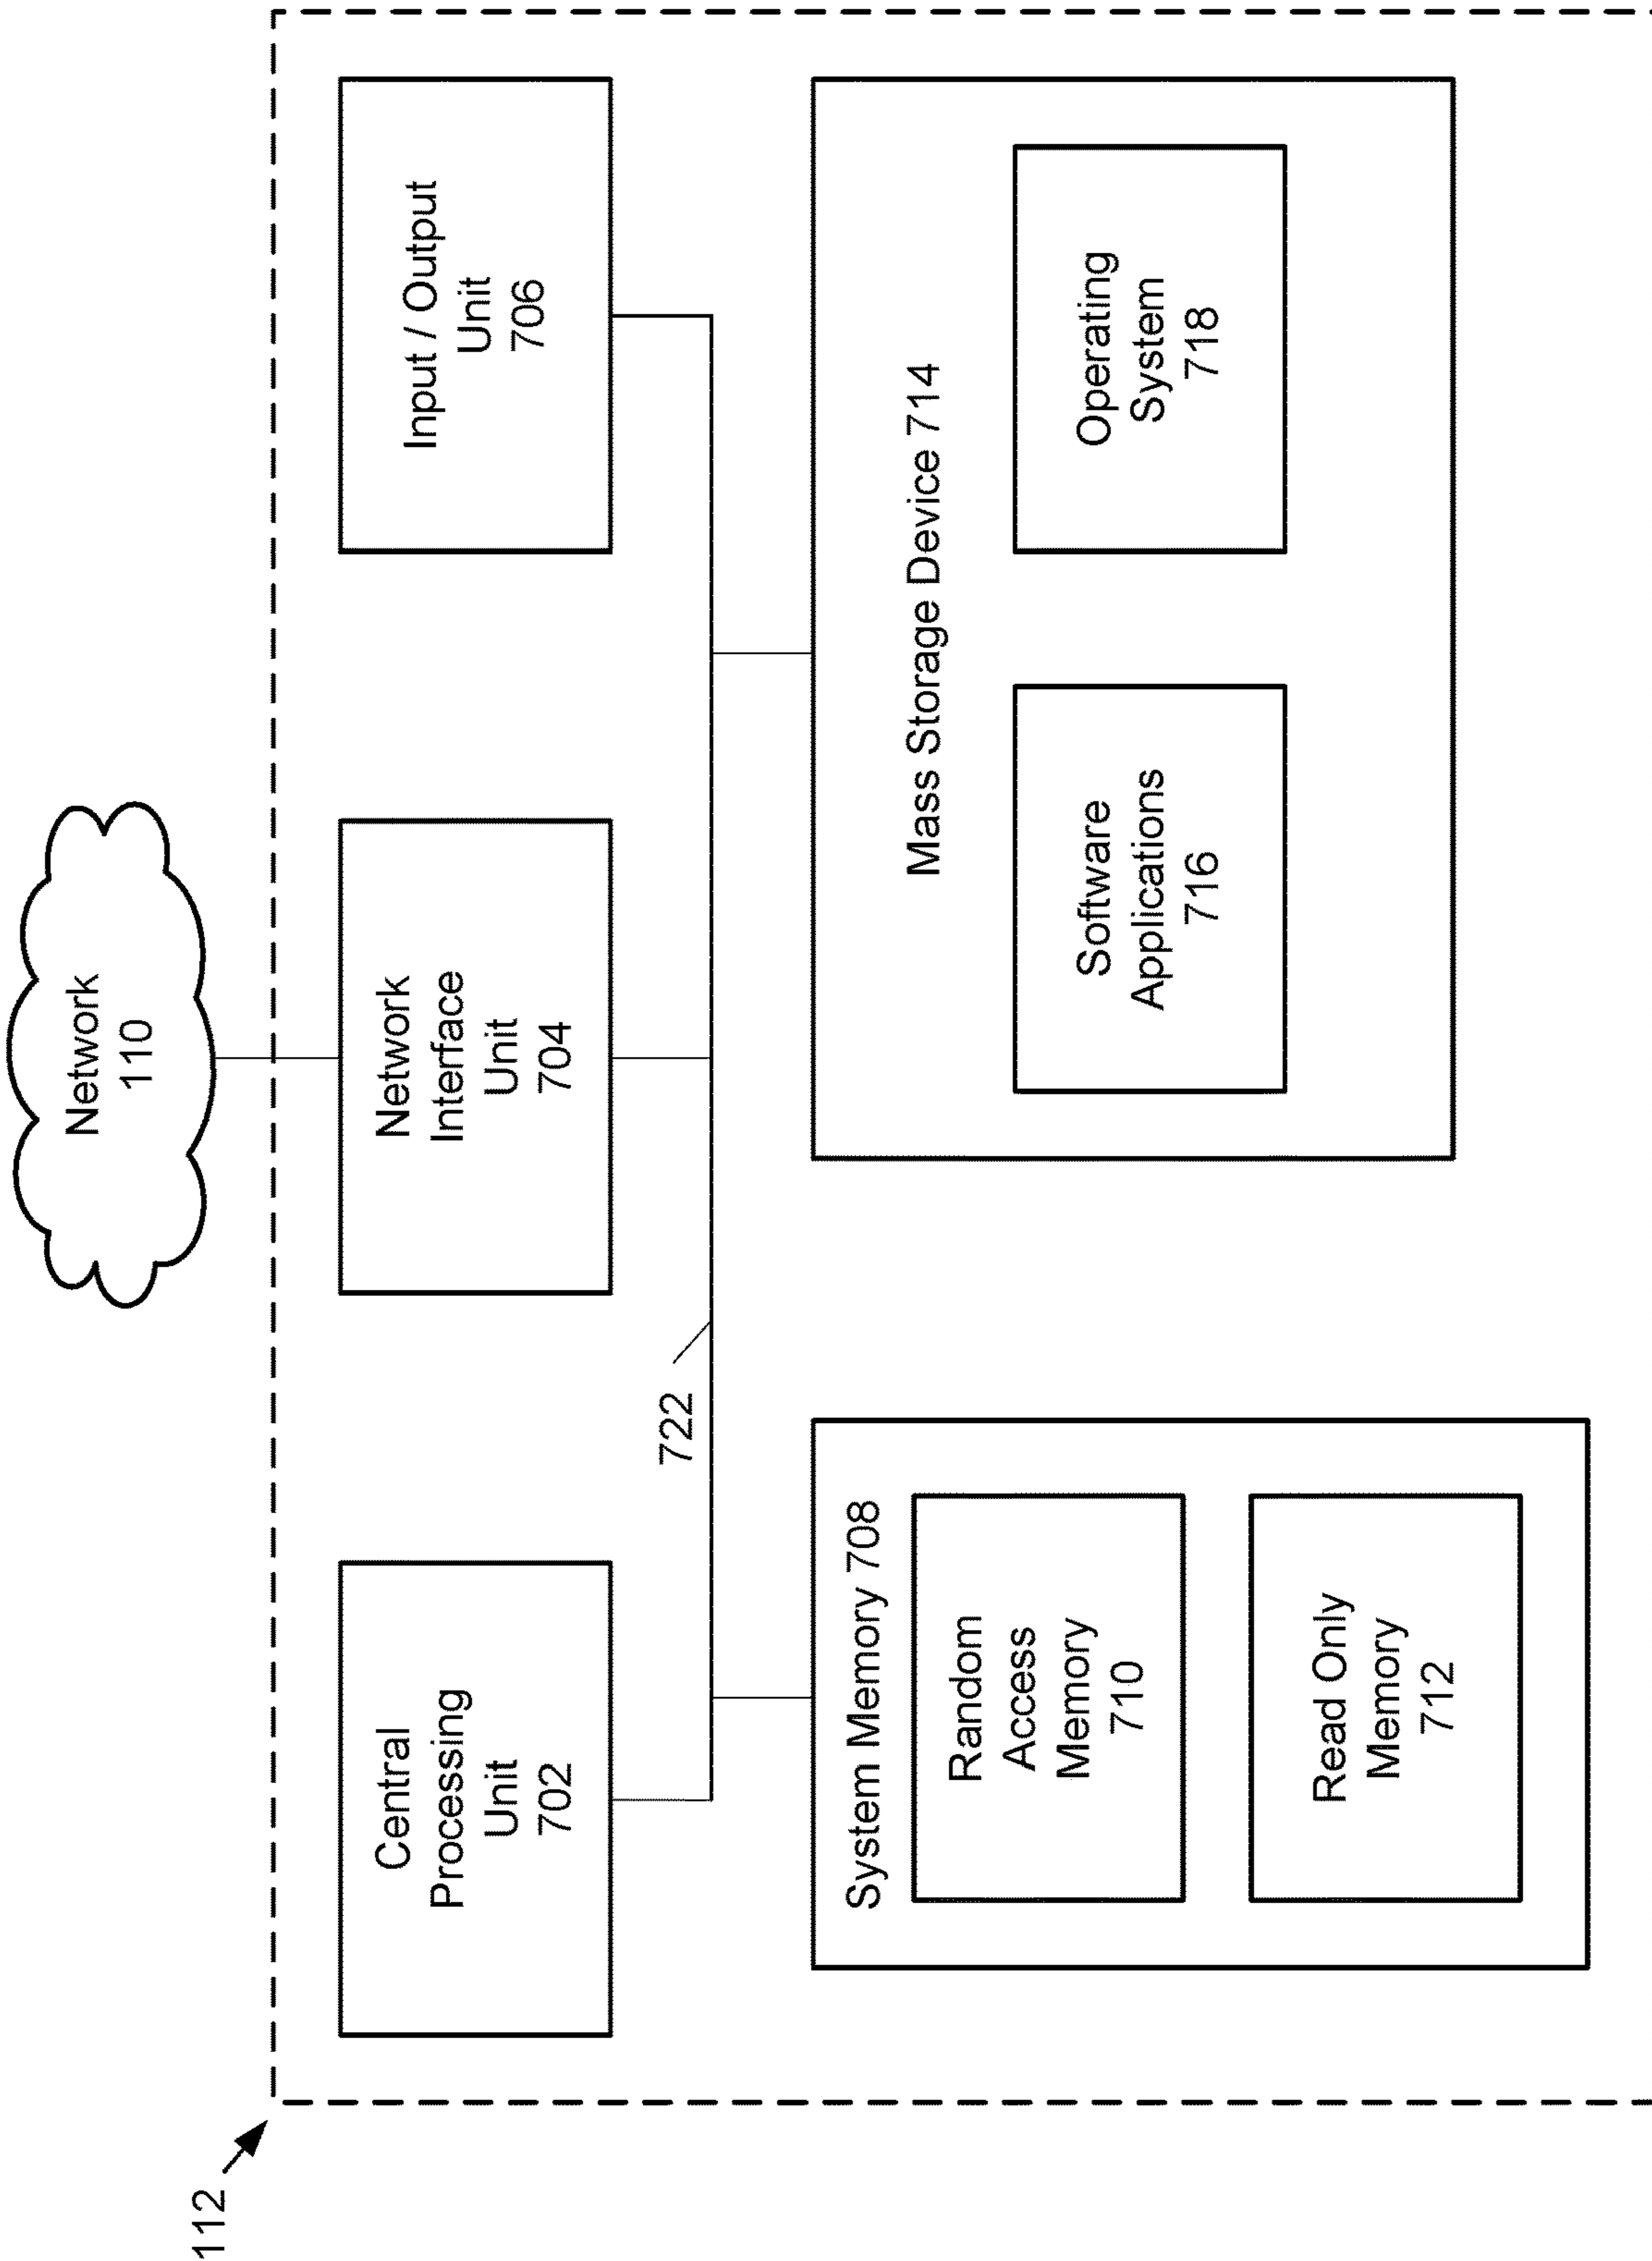 112
Network
110
Central
Processing
Unit
702
Network
Interface
Unit
704
Input / Output
Unit
706
722
System Memory 708
Random
Access
Memory
710
Read Only
Memory
712
Mass Storage Device 714
Software
Applications
716
Operating
System
718